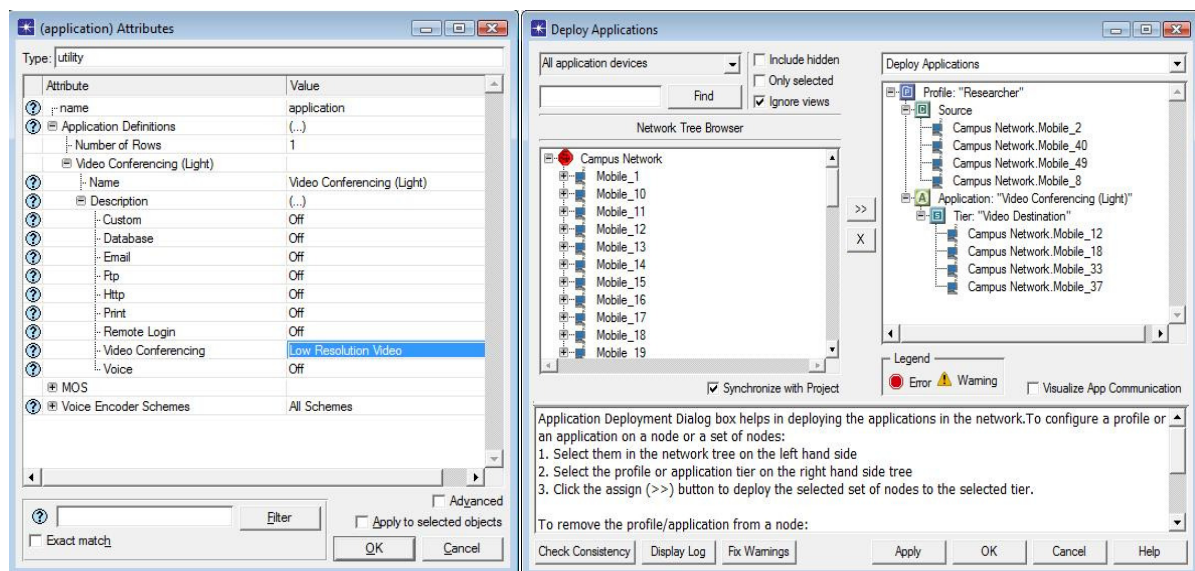 (application) Attributes
Type: utility
Attribute Value
name application
Application Definitions (...)
Number of Rows 1
Video Conferencing (Light)
Name Video Conferencing (Light)
Description (...)
Custom Off
Database Off
Email Off
Ftp Off
Http Off
Print Off
Remote Login Off
Video Conferencing Low Resolution Video
Voice Off
MOS
Voice Encoder Schemes All Schemes
Advanced
Filter
Apply to selected objects
Exact match
OK Cancel
Deploy Applications
All application devices
Include hidden
Only selected
Find
Ignore views
Network Tree Browser
Campus Network
Mobile_1
Mobile_10
Mobile_11
Mobile_12
Mobile_13
Mobile_14
Mobile_15
Mobile_16
Mobile_17
Mobile_18
Mobile_19
Synchronize with Project
>>
X
Deploy Applications
Profile: "Researcher"
Source
Campus Network.Mobile_2
Campus Network.Mobile_40
Campus Network.Mobile_49
Campus Network.Mobile_8
Application: "Video Conferencing (Light)"
Tier: "Video Destination"
Campus Network.Mobile_12
Campus Network.Mobile_18
Campus Network.Mobile_33
Campus Network.Mobile_37
Legend
Error Warning
Visualize App Communication
Application Deployment Dialog box helps in deploying the applications in the network.To configure a profile or
an application on a node or a set of nodes:
1. Select them in the network tree on the left hand side
2. Select the profile or application tier on the right hand side tree
3. Click the assign (>>) button to deploy the selected set of nodes to the selected tier.
To remove the profile/application from a node:
Check Consistency Display Log Fix Warnings Apply OK Cancel Help